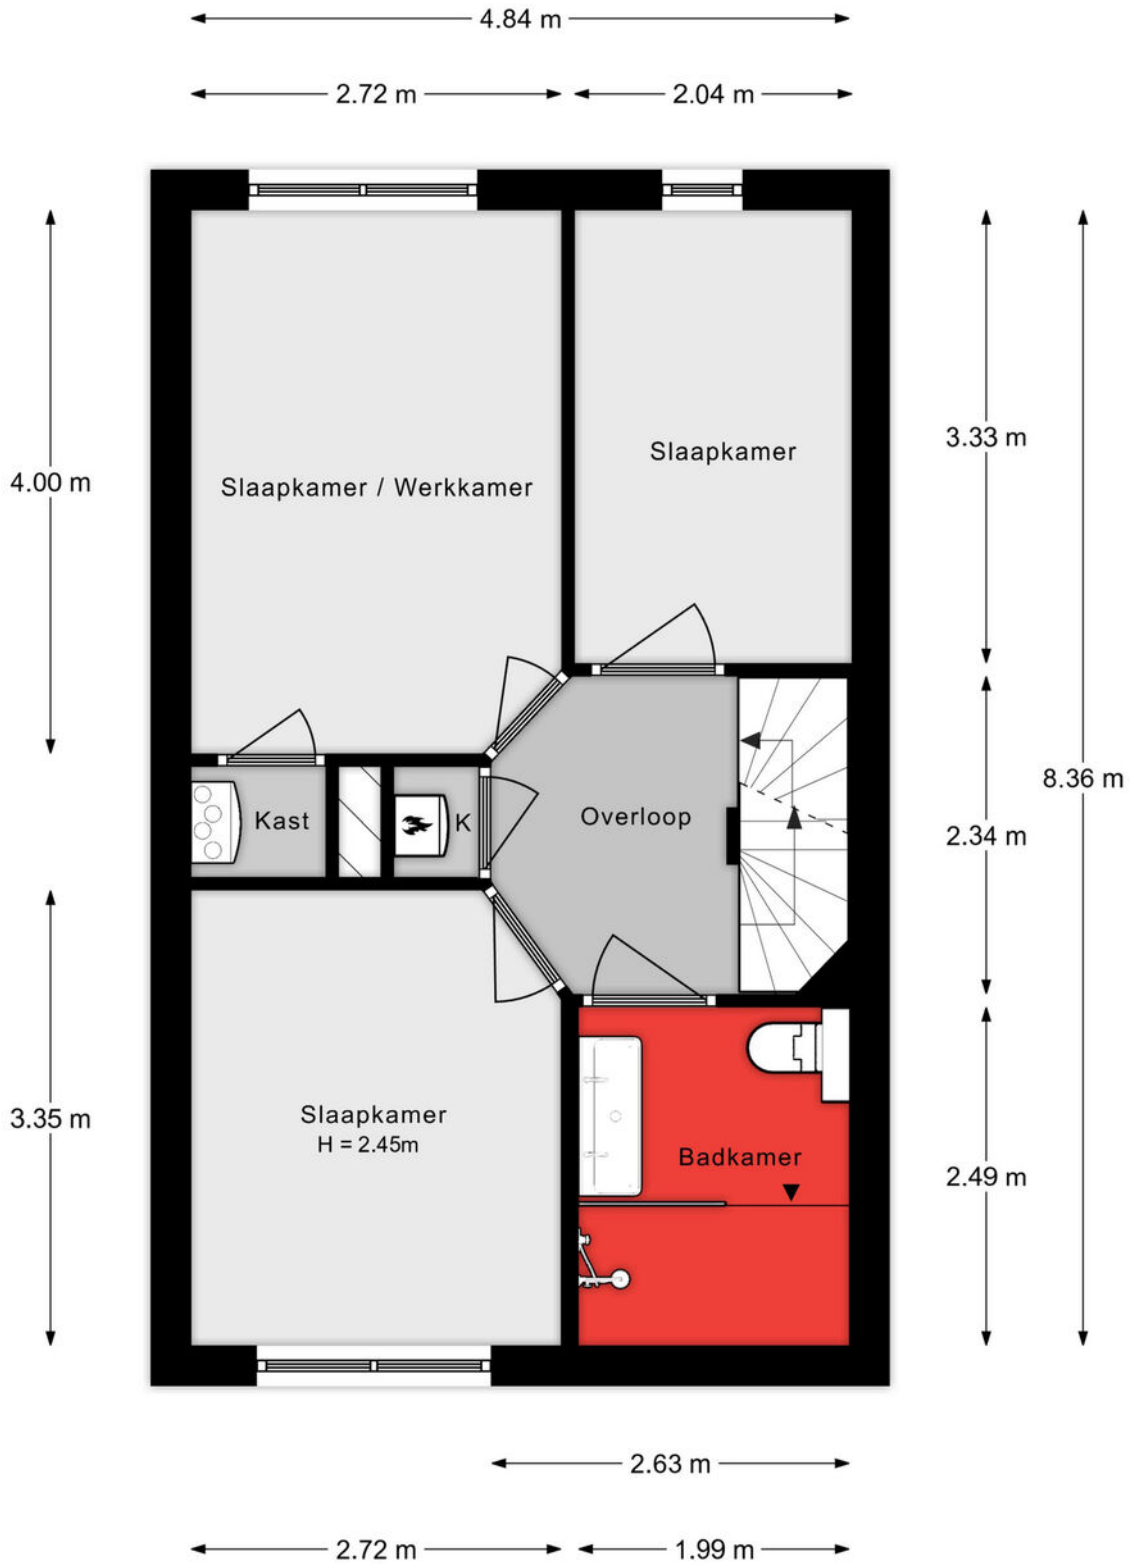 4.84 m
2.72 m
2.04 m
3.33 m
Slaapkamer
4.00 m
Slaapkamer / Werkkamer
8.36 m
Kast
K
Overloop
2.34 m
3.35 m
Slaapkamer
H = 2.45m
Badkamer
2.49 m
2.63 m
2.72 m
1.99 m